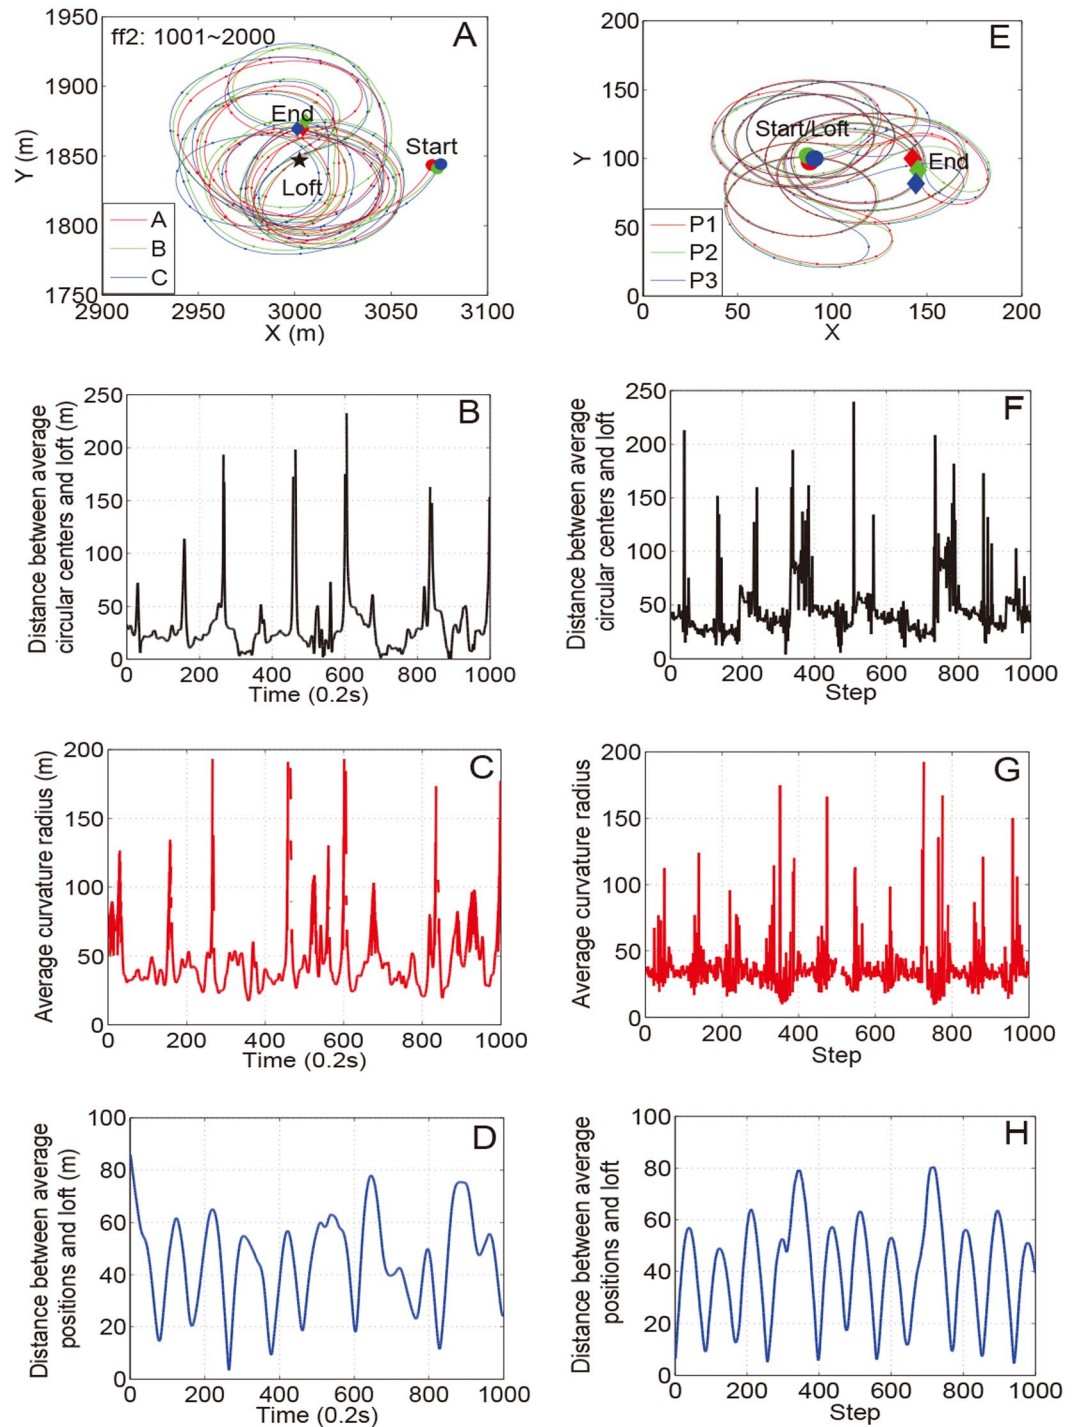 A
ff2: 1001~2000
1950
1900
1850
1800
1750
Y (m)
End
Start
Loft
A
B
C
2900
2950
3000
3050
3100
X (m)
E
200
150
100
50
0
Y
Start/Loft
End
P1
P2
P3
0
50
100
150
200
X
B
Distance between average
circular centers and loft (m)
250
200
150
100
50
0
0
200
400
600
800
1000
Time (0.2s)
F
Distance between average
circular centers and loft
250
200
150
100
50
0
0
200
400
600
800
1000
Step
C
Average curvature radius (m)
200
150
100
50
0
0
200
400
600
800
1000
Time (0.2s)
G
Average curvature radius
200
150
100
50
0
0
200
400
600
800
1000
Step
D
Distance between average
positions and loft (m)
100
80
60
40
20
0
0
200
400
600
800
1000
Time (0.2s)
H
Distance between average
positions and loft
100
80
60
40
20
0
0
200
400
600
800
1000
Step